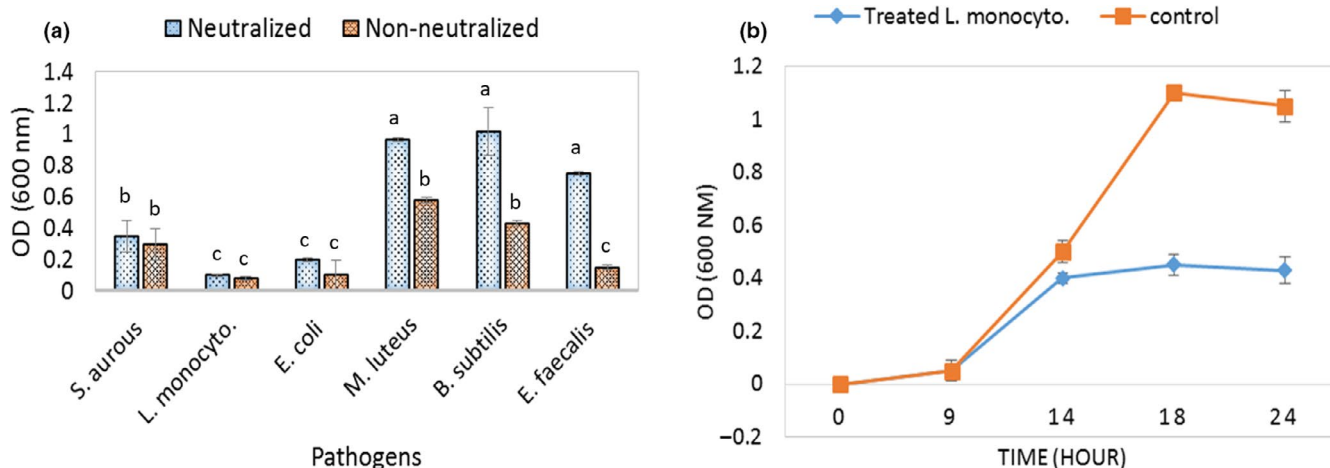 (a)
Neutralized Non-neutralized
OD (600 nm)
1.4
1.2
1
0.8
0.6
0.4
0.2
0
b b
c c
c c
a b
a b
a c
S. aurous
L. monocyto.
E. coli
M. luteus
B. subtilis
E. faecalis
Pathogens
(b)
Treated L. monocyto. control
OD (600 NM)
1.2
1
0.8
0.6
0.4
0.2
0
–0.2
0 9 14 18 24
TIME (HOUR)